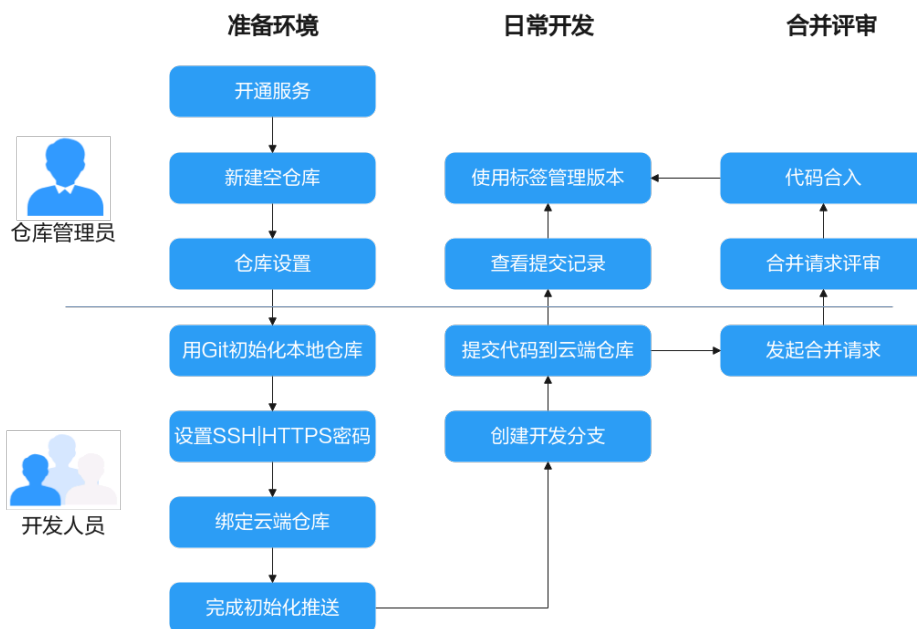 准备环境
日常开发
合并评审
开通服务
新建空仓库
使用标签管理版本
代码合入
仓库管理员
仓库设置
查看提交记录
合并请求评审
用Git初始化本地仓库
提交代码到云端仓库
发起合并请求
设置SSH|HTTPS密码
创建开发分支
绑定云端仓库
开发人员
完成初始化推送